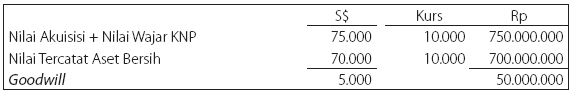 S$ Kurs Rp
Nilai Akuisisi + Nilai Wajar KNP 75.000 10.000 750.000.000
Nilai Tercatat Aset Bersih 70.000 10.000 700.000.000
Goodwill 5.000 50.000.000